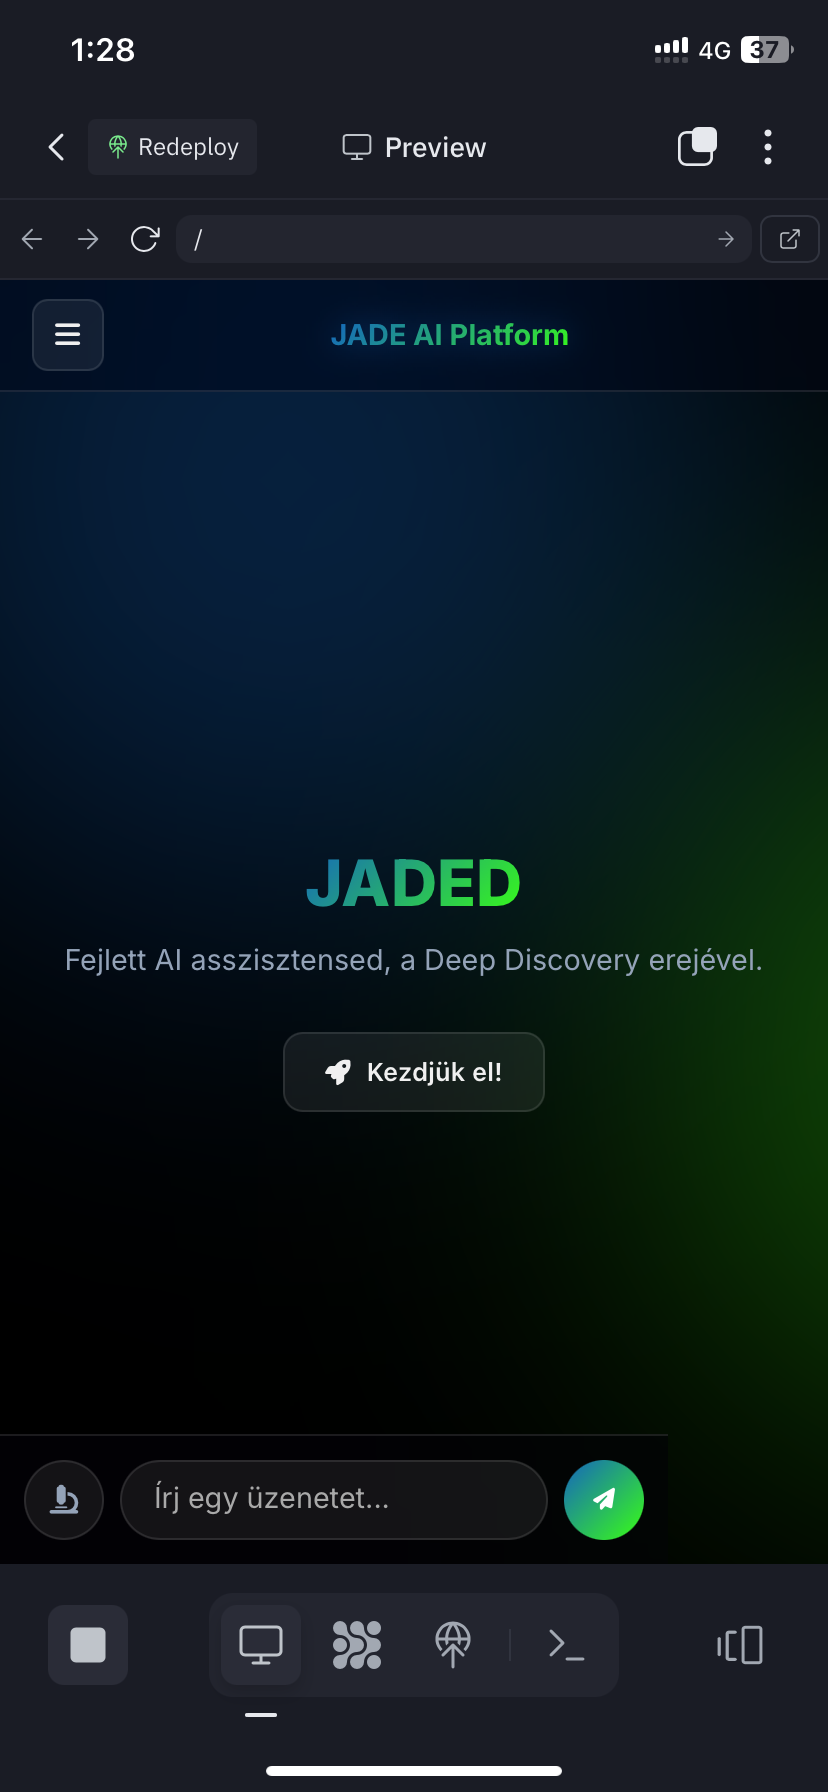 1:28
4G 37
Redeploy
Preview
/
JADE AI Platform
JADED
Fejlett AI asszisztensed, a Deep Discovery erejével.
Kezdjük el!
Írj egy üzenetet...